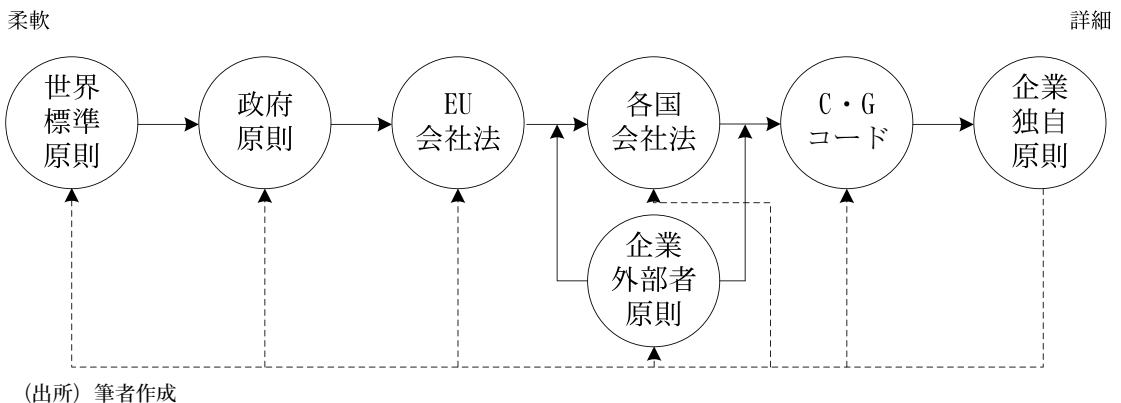 柔軟
詳細
世界
標準
原則
政府
原則
EU
会社法
各国
会社法
C・G
コード
企業
独自
原則
企業
外部者
原則
（出所）筆者作成